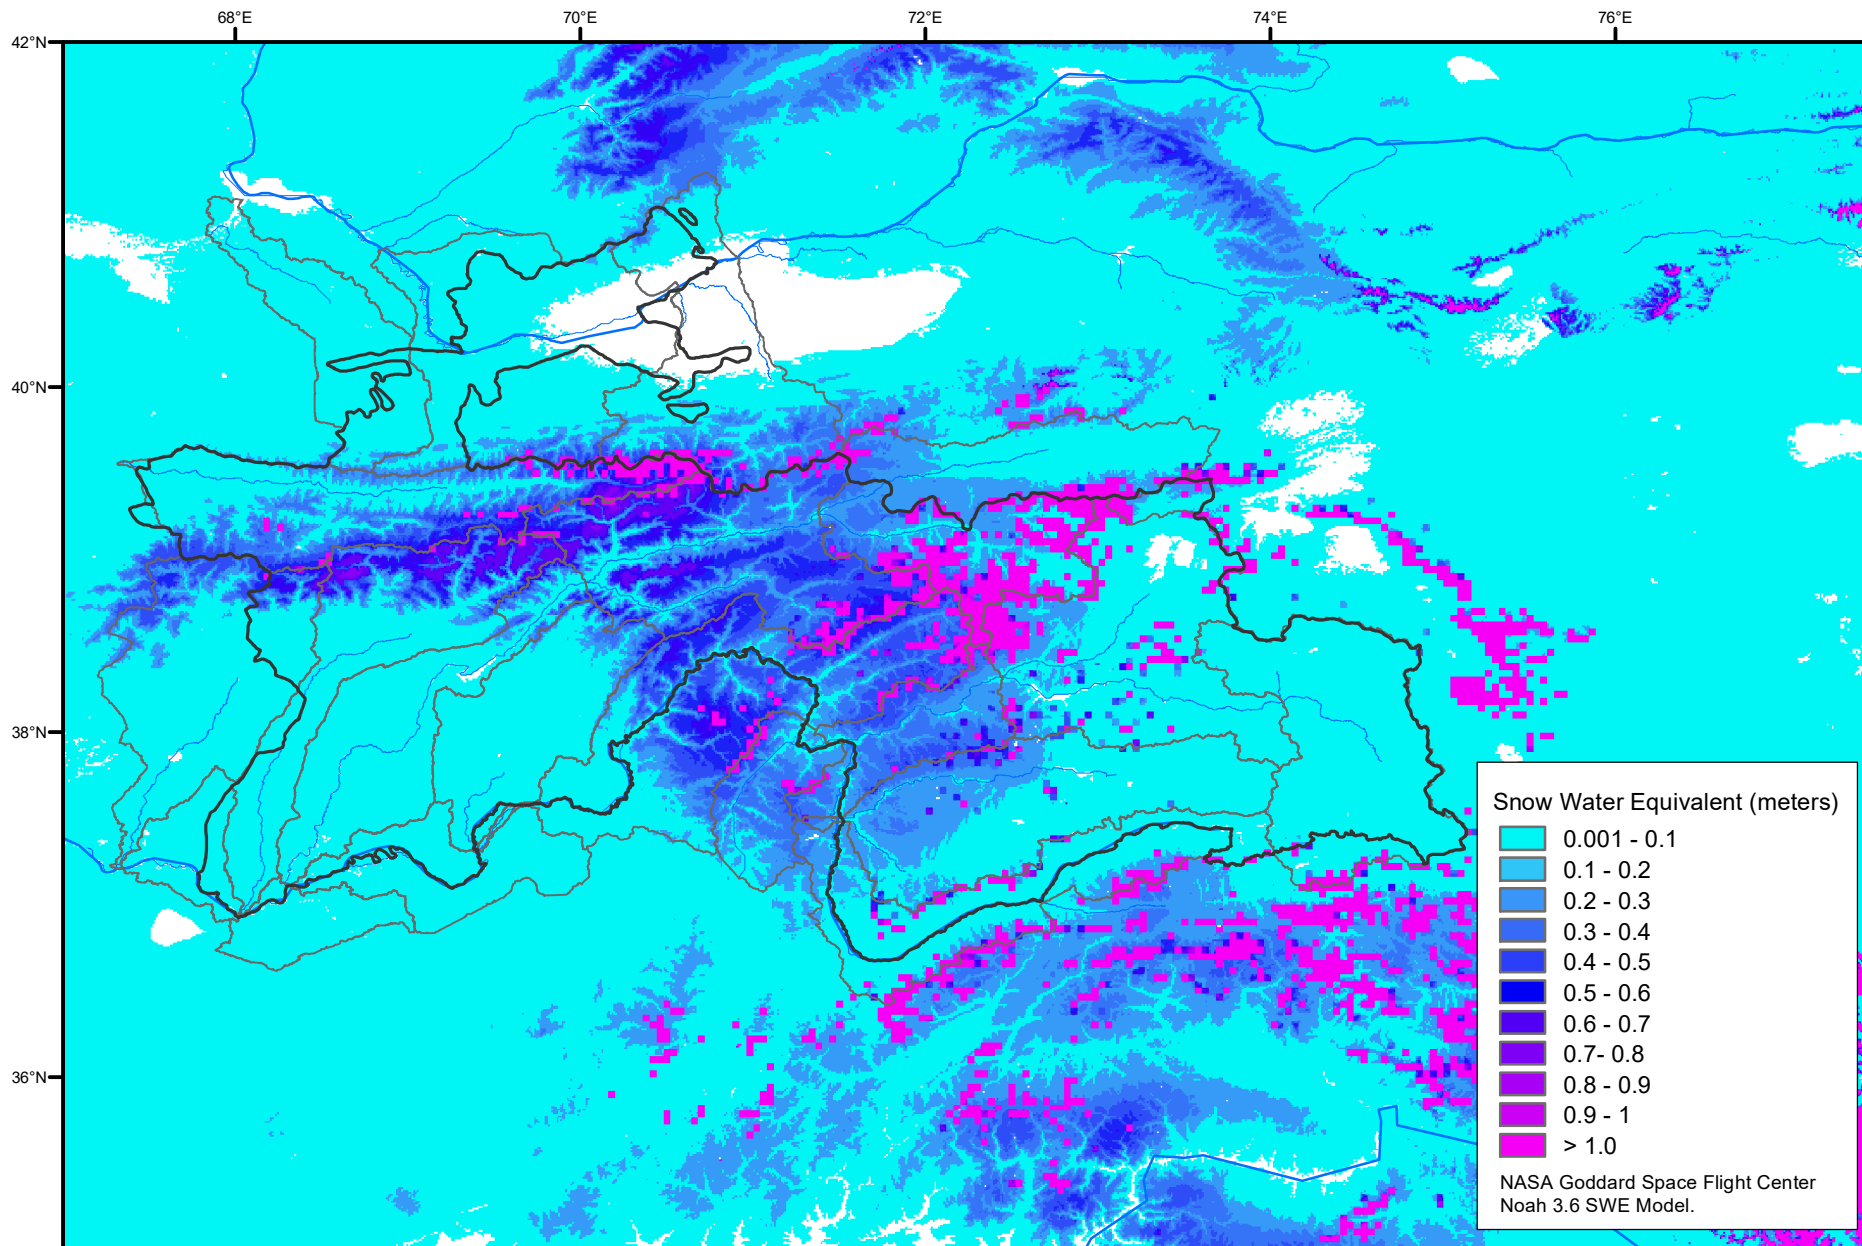 68°E
70°E
72°E
74°E
76°E
42°N
40°N
38°N
36°N
Snow Water Equivalent (meters)
0.001 - 0.1
0.1 - 0.2
0.2 - 0.3
0.3 - 0.4
0.4 - 0.5
0.5 - 0.6
0.6 - 0.7
0.7- 0.8
0.8 - 0.9
0.9 - 1
> 1.0
NASA Goddard Space Flight Center
Noah 3.6 SWE Model.